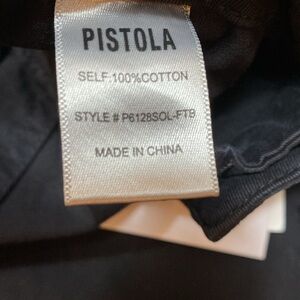 PISTOLA
SELF:100%COTTON
STYLE # P6128SOL-FTB
MADE IN CHINA